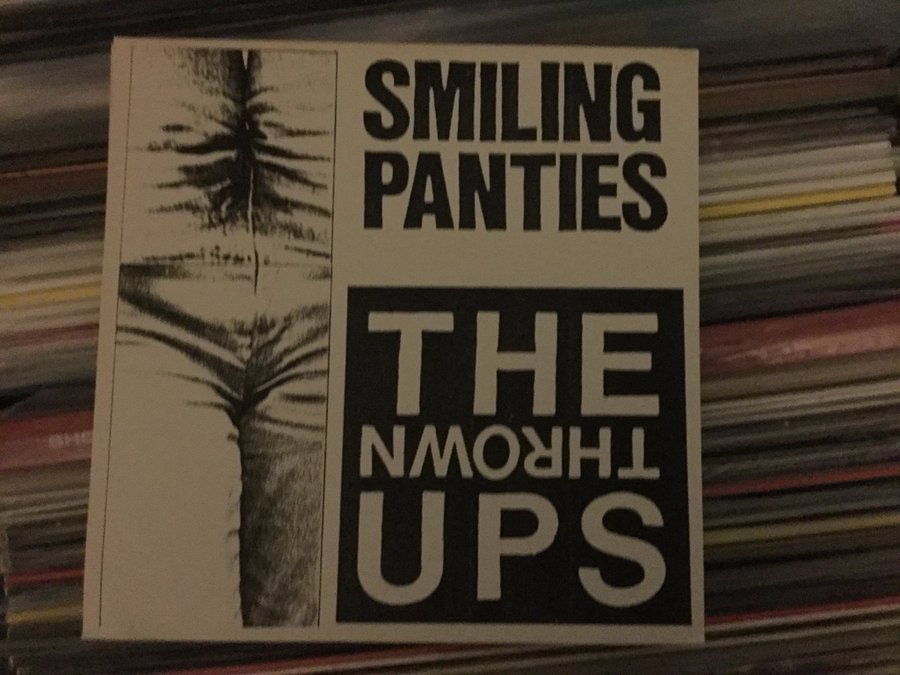 SMILING
PANTIES
THE
THROWN
UPS